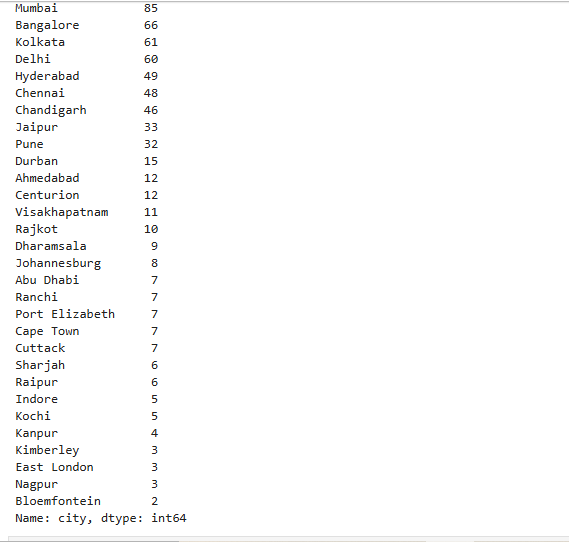 Mumbai 85
Bangalore 66
Kolkata 61
Delhi 60
Hyderabad 49
Chennai 48
Chandigarh 46
Jaipur 33
Pune 32
Durban 15
Ahmedabad 12
Centurion 12
Visakhapatnam 11
Rajkot 10
Dharamsala 9
Johannesburg 8
Abu Dhabi 7
Ranchi 7
Port Elizabeth 7
Cape Town 7
Cuttack 7
Sharjah 6
Raipur 6
Indore 5
Kochi 5
Kanpur 4
Kimberley 3
East London 3
Nagpur 3
Bloemfontein 2
Name: city, dtype: int64